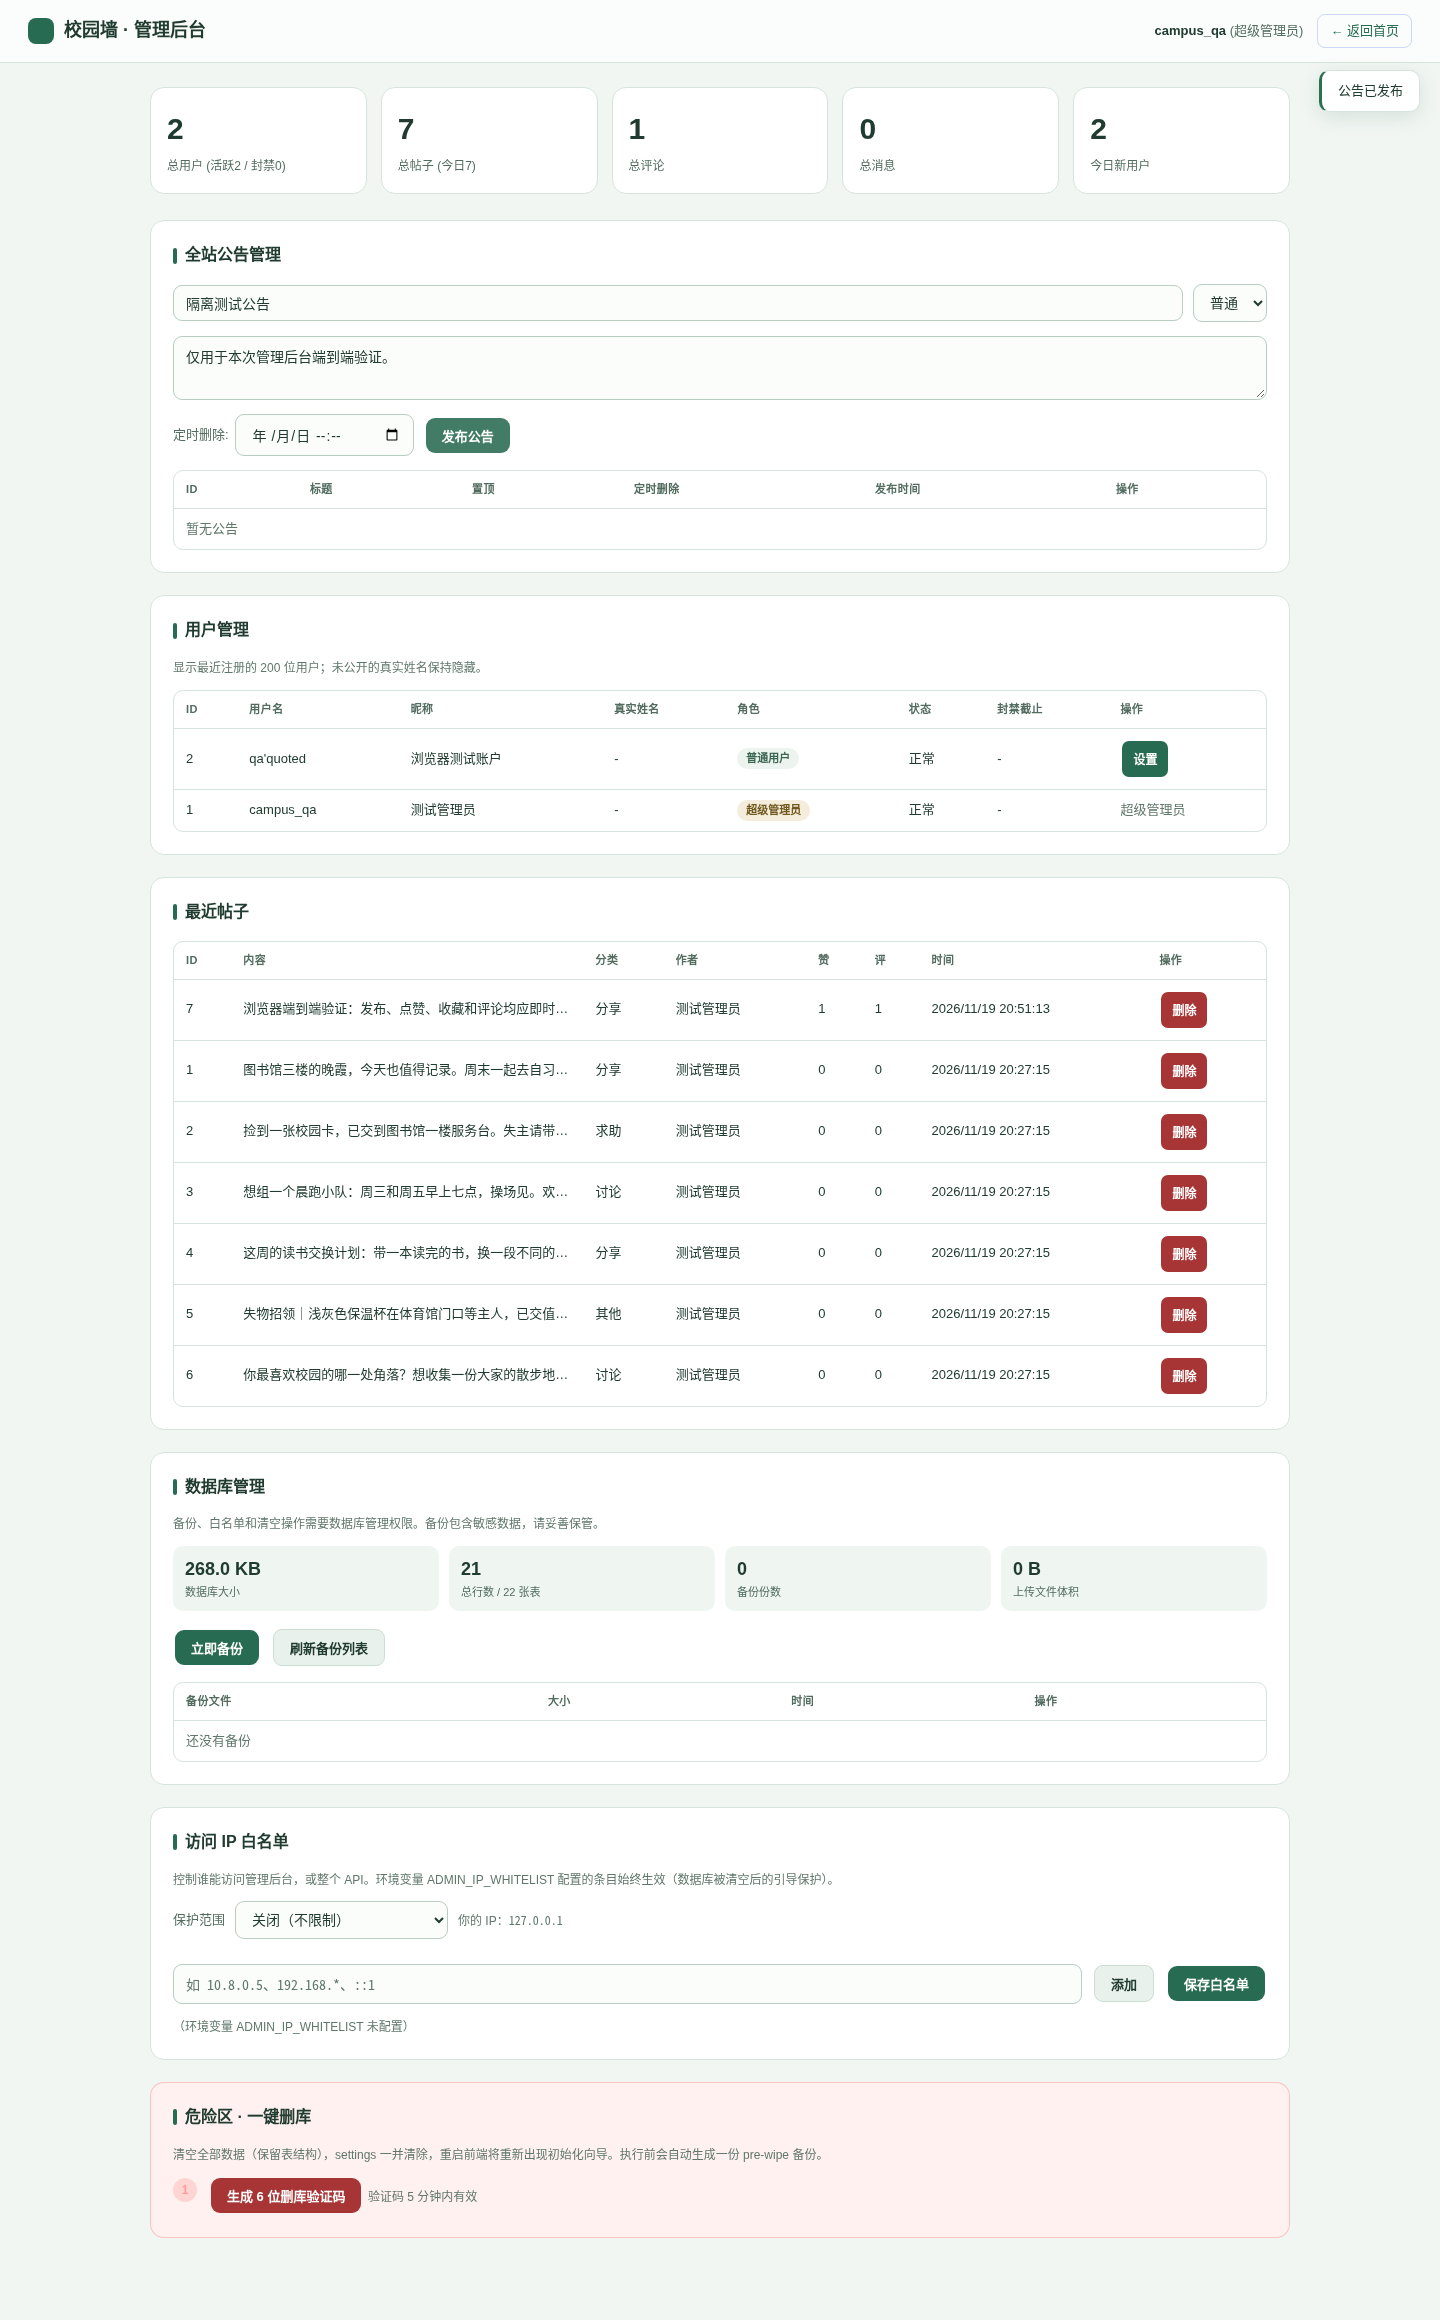 校园墙 · 管理后台
campus_qa (超级管理员)
← 返回首页
公告已发布
2
总用户 (活跃2 / 封禁0)
7
总帖子 (今日7)
1
总评论
0
总消息
2
今日新用户
全站公告管理
隔离测试公告
普通
仅用于本次管理后台端到端验证。
定时删除: 年 /月/日 --:--
发布公告
ID 标题 置顶 定时删除 发布时间 操作
暂无公告
用户管理
显示最近注册的 200 位用户；未公开的真实姓名保持隐藏。
ID 用户名 昵称 真实姓名 角色 状态 封禁截止 操作
2 qa'quoted 浏览器测试账户 - 普通用户 正常 - 设置
1 campus_qa 测试管理员 - 超级管理员 正常 - 超级管理员
最近帖子
ID 内容 分类 作者 赞 评 时间 操作
7 浏览器端到端验证：发布、点赞、收藏和评论均应即时… 分享 测试管理员 1 1 2026/11/19 20:51:13 删除
1 图书馆三楼的晚霞，今天也值得记录。周末一起去自习… 分享 测试管理员 0 0 2026/11/19 20:27:15 删除
2 捡到一张校园卡，已交到图书馆一楼服务台。失主请带… 求助 测试管理员 0 0 2026/11/19 20:27:15 删除
3 想组一个晨跑小队：周三和周五早上七点，操场见。欢… 讨论 测试管理员 0 0 2026/11/19 20:27:15 删除
4 这周的读书交换计划：带一本读完的书，换一段不同的… 分享 测试管理员 0 0 2026/11/19 20:27:15 删除
5 失物招领｜浅灰色保温杯在体育馆门口等主人，已交值… 其他 测试管理员 0 0 2026/11/19 20:27:15 删除
6 你最喜欢校园的哪一处角落？想收集一份大家的散步地… 讨论 测试管理员 0 0 2026/11/19 20:27:15 删除
数据库管理
备份、白名单和清空操作需要数据库管理权限。备份包含敏感数据，请妥善保管。
268.0 KB
数据库大小
21
总行数 / 22 张表
0
备份份数
0 B
上传文件体积
立即备份
刷新备份列表
备份文件 大小 时间 操作
还没有备份
访问 IP 白名单
控制谁能访问管理后台，或整个 API。环境变量 ADMIN_IP_WHITELIST 配置的条目始终生效（数据库被清空后的引导保护）。
保护范围 关闭（不限制） 你的 IP：127.0.0.1
如 10.8.0.5、192.168.*、::1
添加
保存白名单
（环境变量 ADMIN_IP_WHITELIST 未配置）
危险区 · 一键删库
清空全部数据（保留表结构），settings 一并清除，重启前端将重新出现初始化向导。执行前会自动生成一份 pre-wipe 备份。
1 生成 6 位删库验证码 验证码 5 分钟内有效